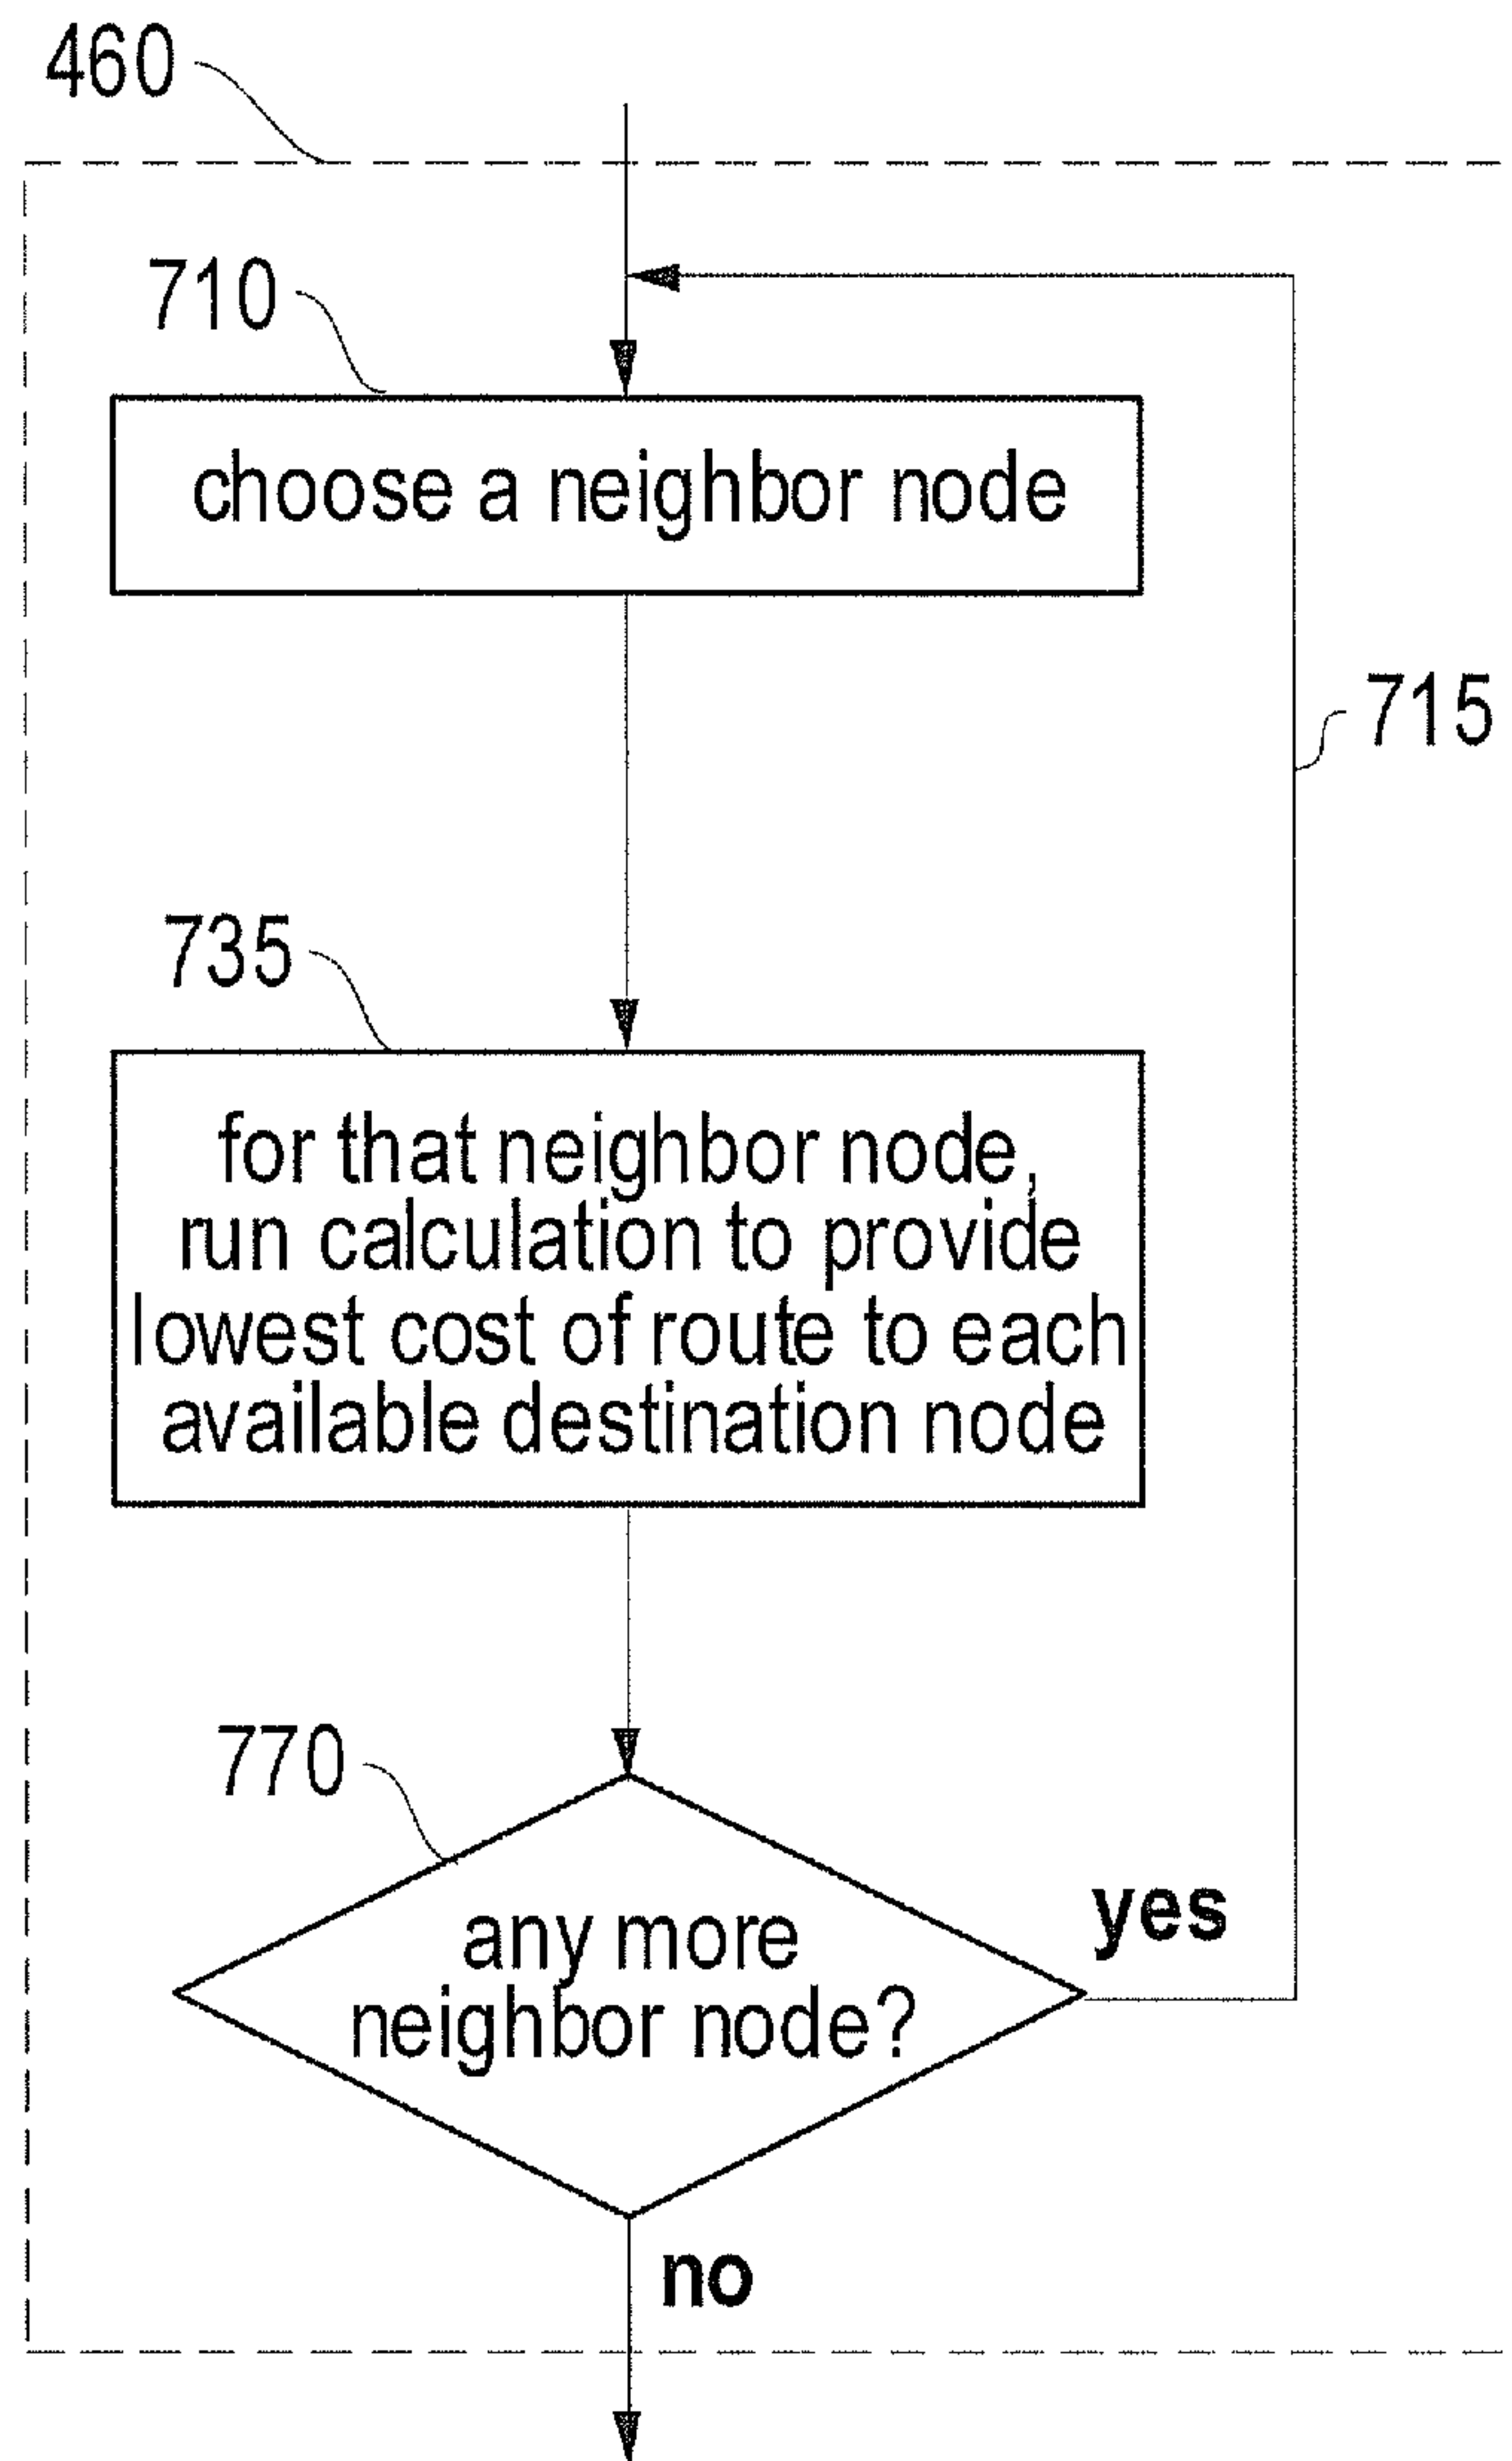 460
710
choose a neighbor node
715
735
for that neighbor node,
run calculation to provide
lowest cost of route to each
available destination node
770
any more
neighbor node?
yes
no